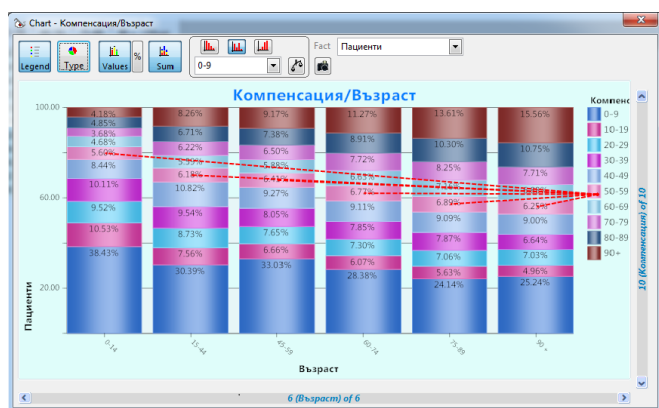 Chart - Компенсация/Възраст
Legend Type Values % Sum
0-9
Fact Пациенти
Компенсация/Възраст
Компенс
0-9
10-19
20-29
30-39
40-49
50-59
60-69
70-79
80-89
90+
100.00
60.00
20.00
Пациенти
4.18% 8.26% 9.17% 11.27% 13.61% 15.56%
4.85% 6.71% 7.38% 8.91% 10.30% 10.75%
3.68% 6.22% 6.50% 7.72% 8.25% 7.71%
4.68% 5.88%
5.69% 6.18% 6.77% 6.89% 6.25%
8.44% 10.82% 9.27% 9.11% 9.09% 9.00%
10.11% 9.54% 8.05% 7.85% 7.87% 6.64%
9.52% 8.73% 7.65% 7.30% 7.06% 7.03%
10.53% 7.56% 6.66% 6.07% 5.63% 4.96%
38.43% 30.39% 33.03% 28.38% 24.14% 25.24%
0-14 15-44 45-59 60-74 75-89 90 +
Възраст
6 (Възраст) of 6
10 (Компенсация) of 10